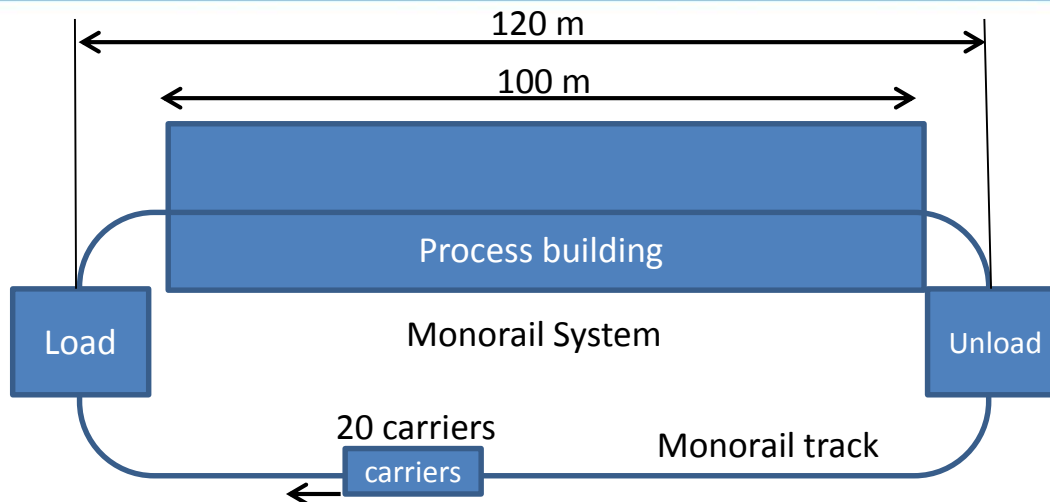 120 m
100 m
Process building
Load
Monorail System
Unload
20 carriers
Monorail track
carriers